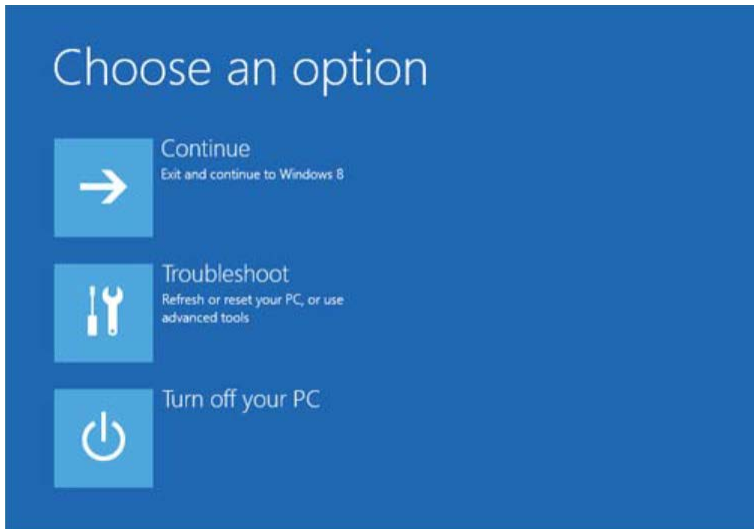 Choose an option
Continue
Exit and continue to Windows 8
Troubleshoot
Refresh or reset your PC, or use
advanced tools
Turn off your PC